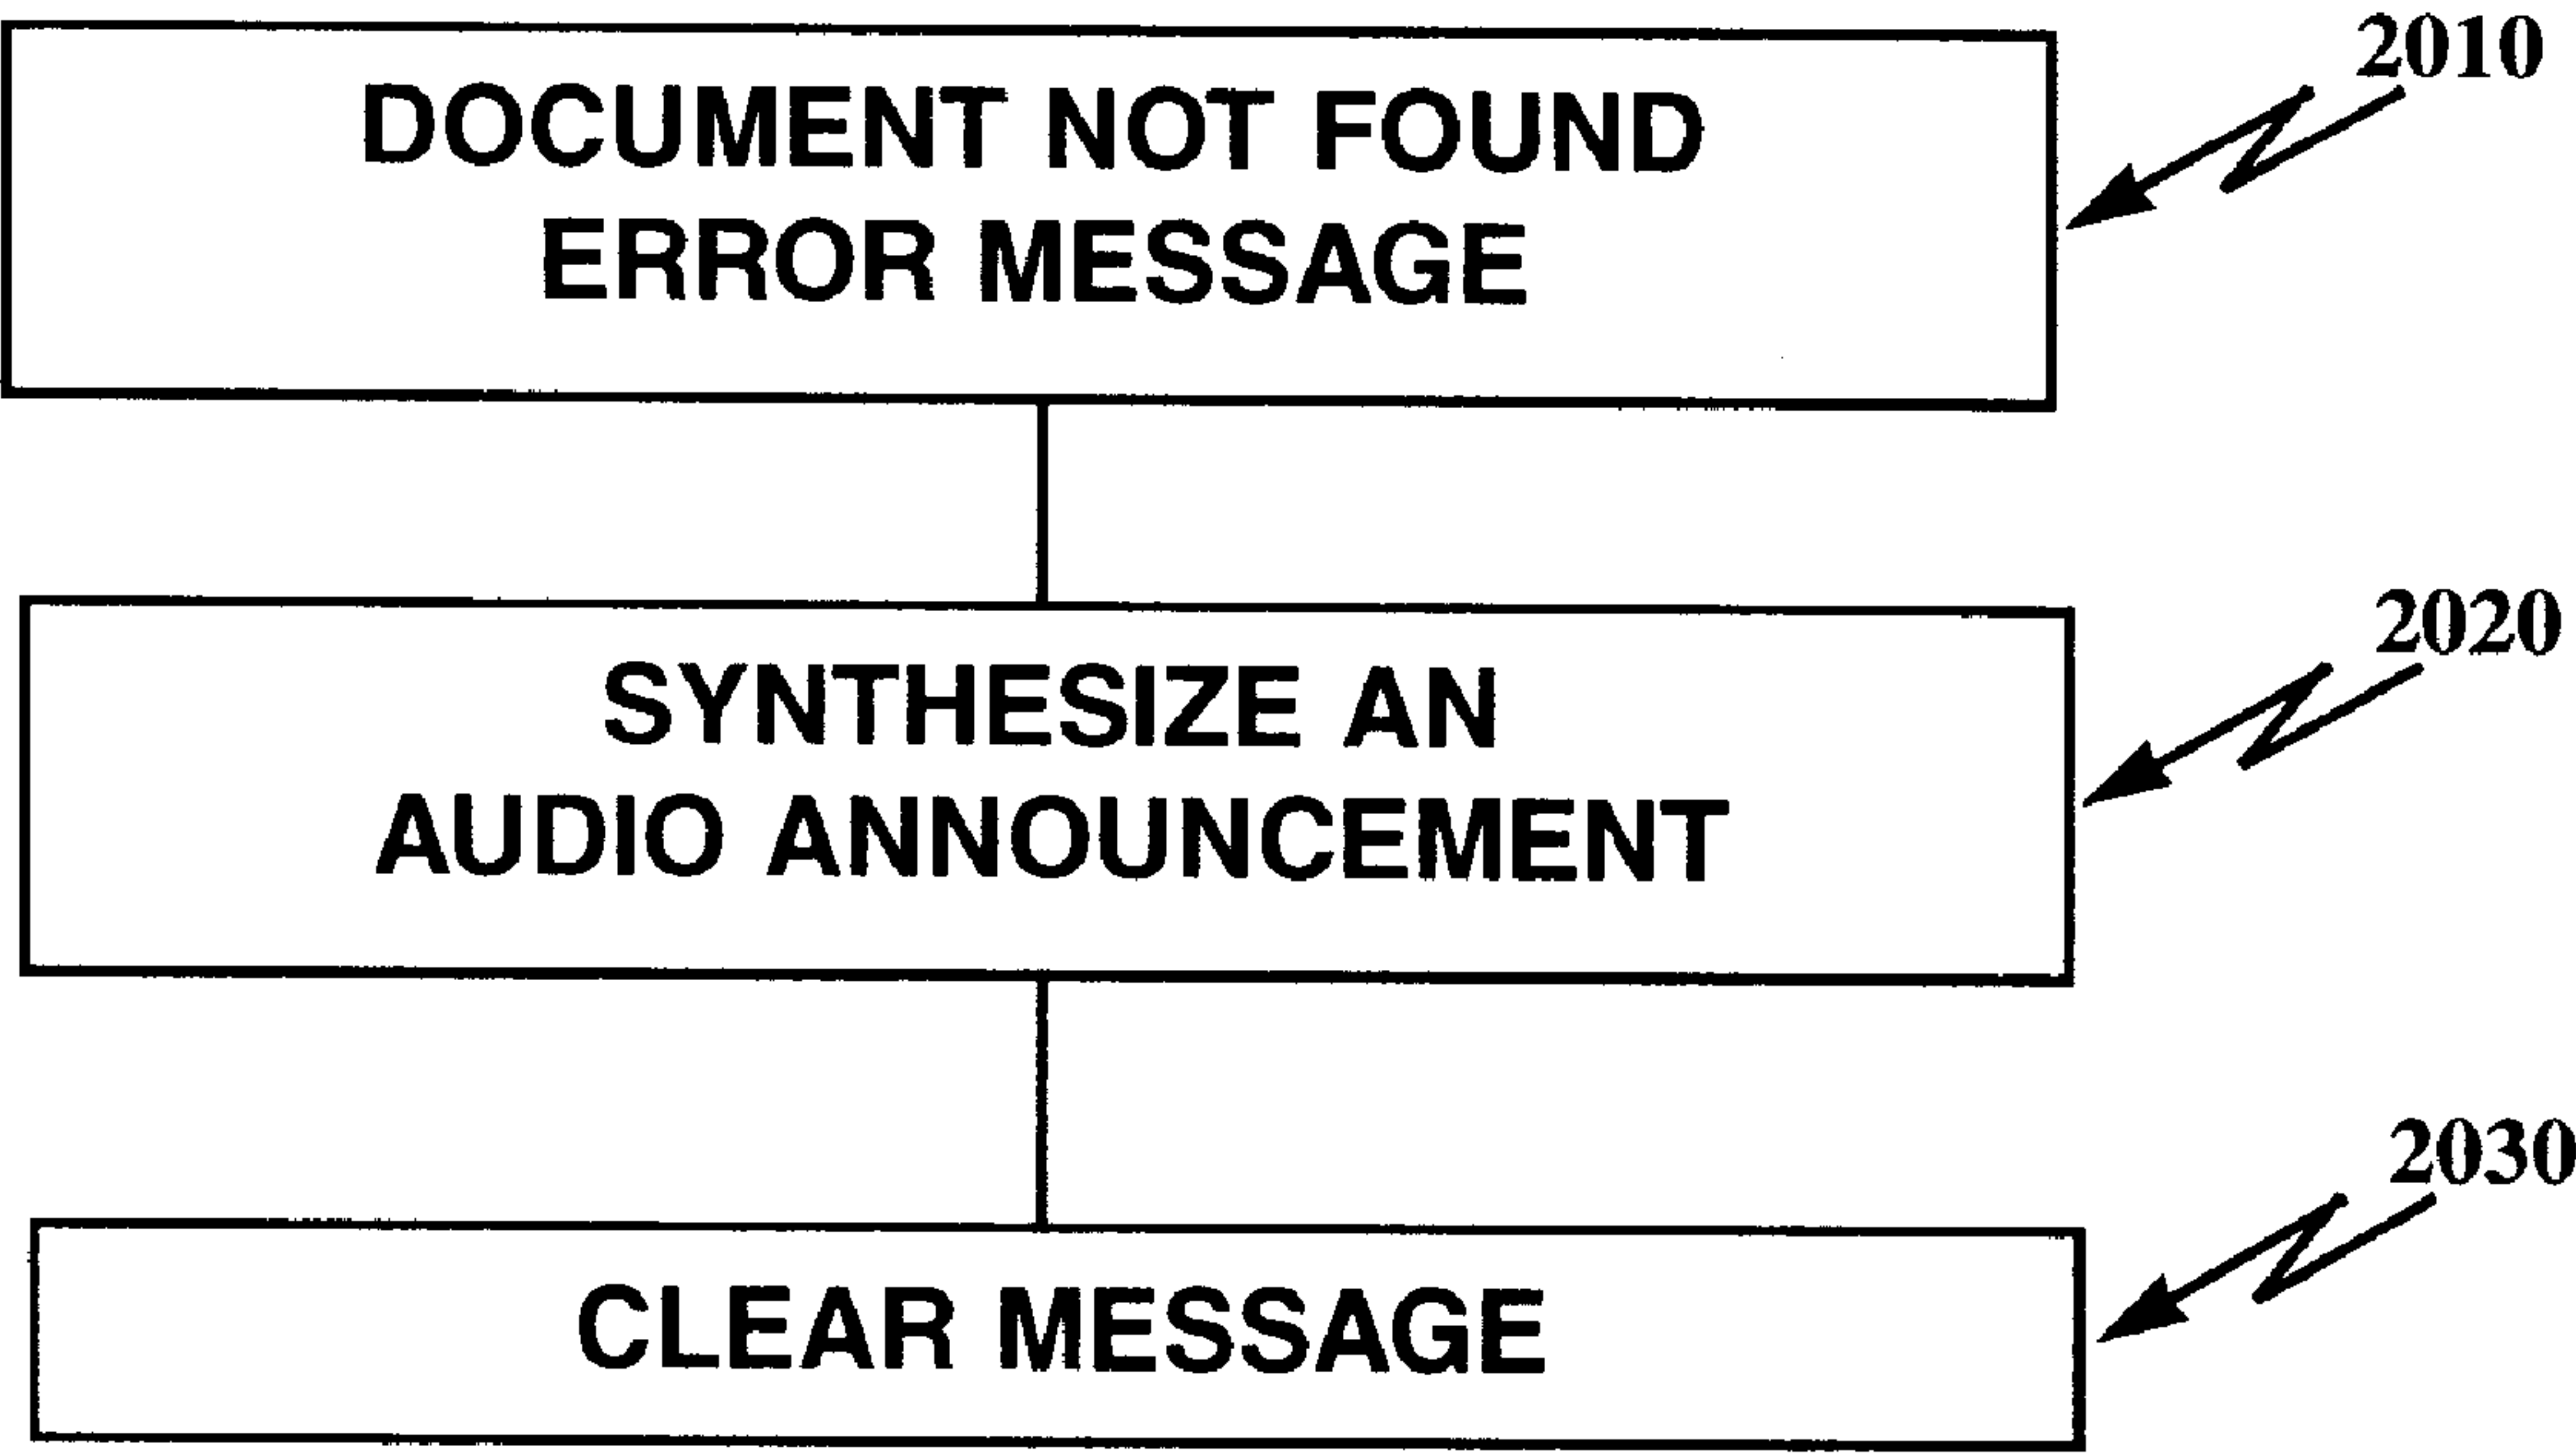 2010
DOCUMENT NOT FOUND
ERROR MESSAGE
2020
SYNTHESIZE AN
AUDIO ANNOUNCEMENT
2030
CLEAR MESSAGE